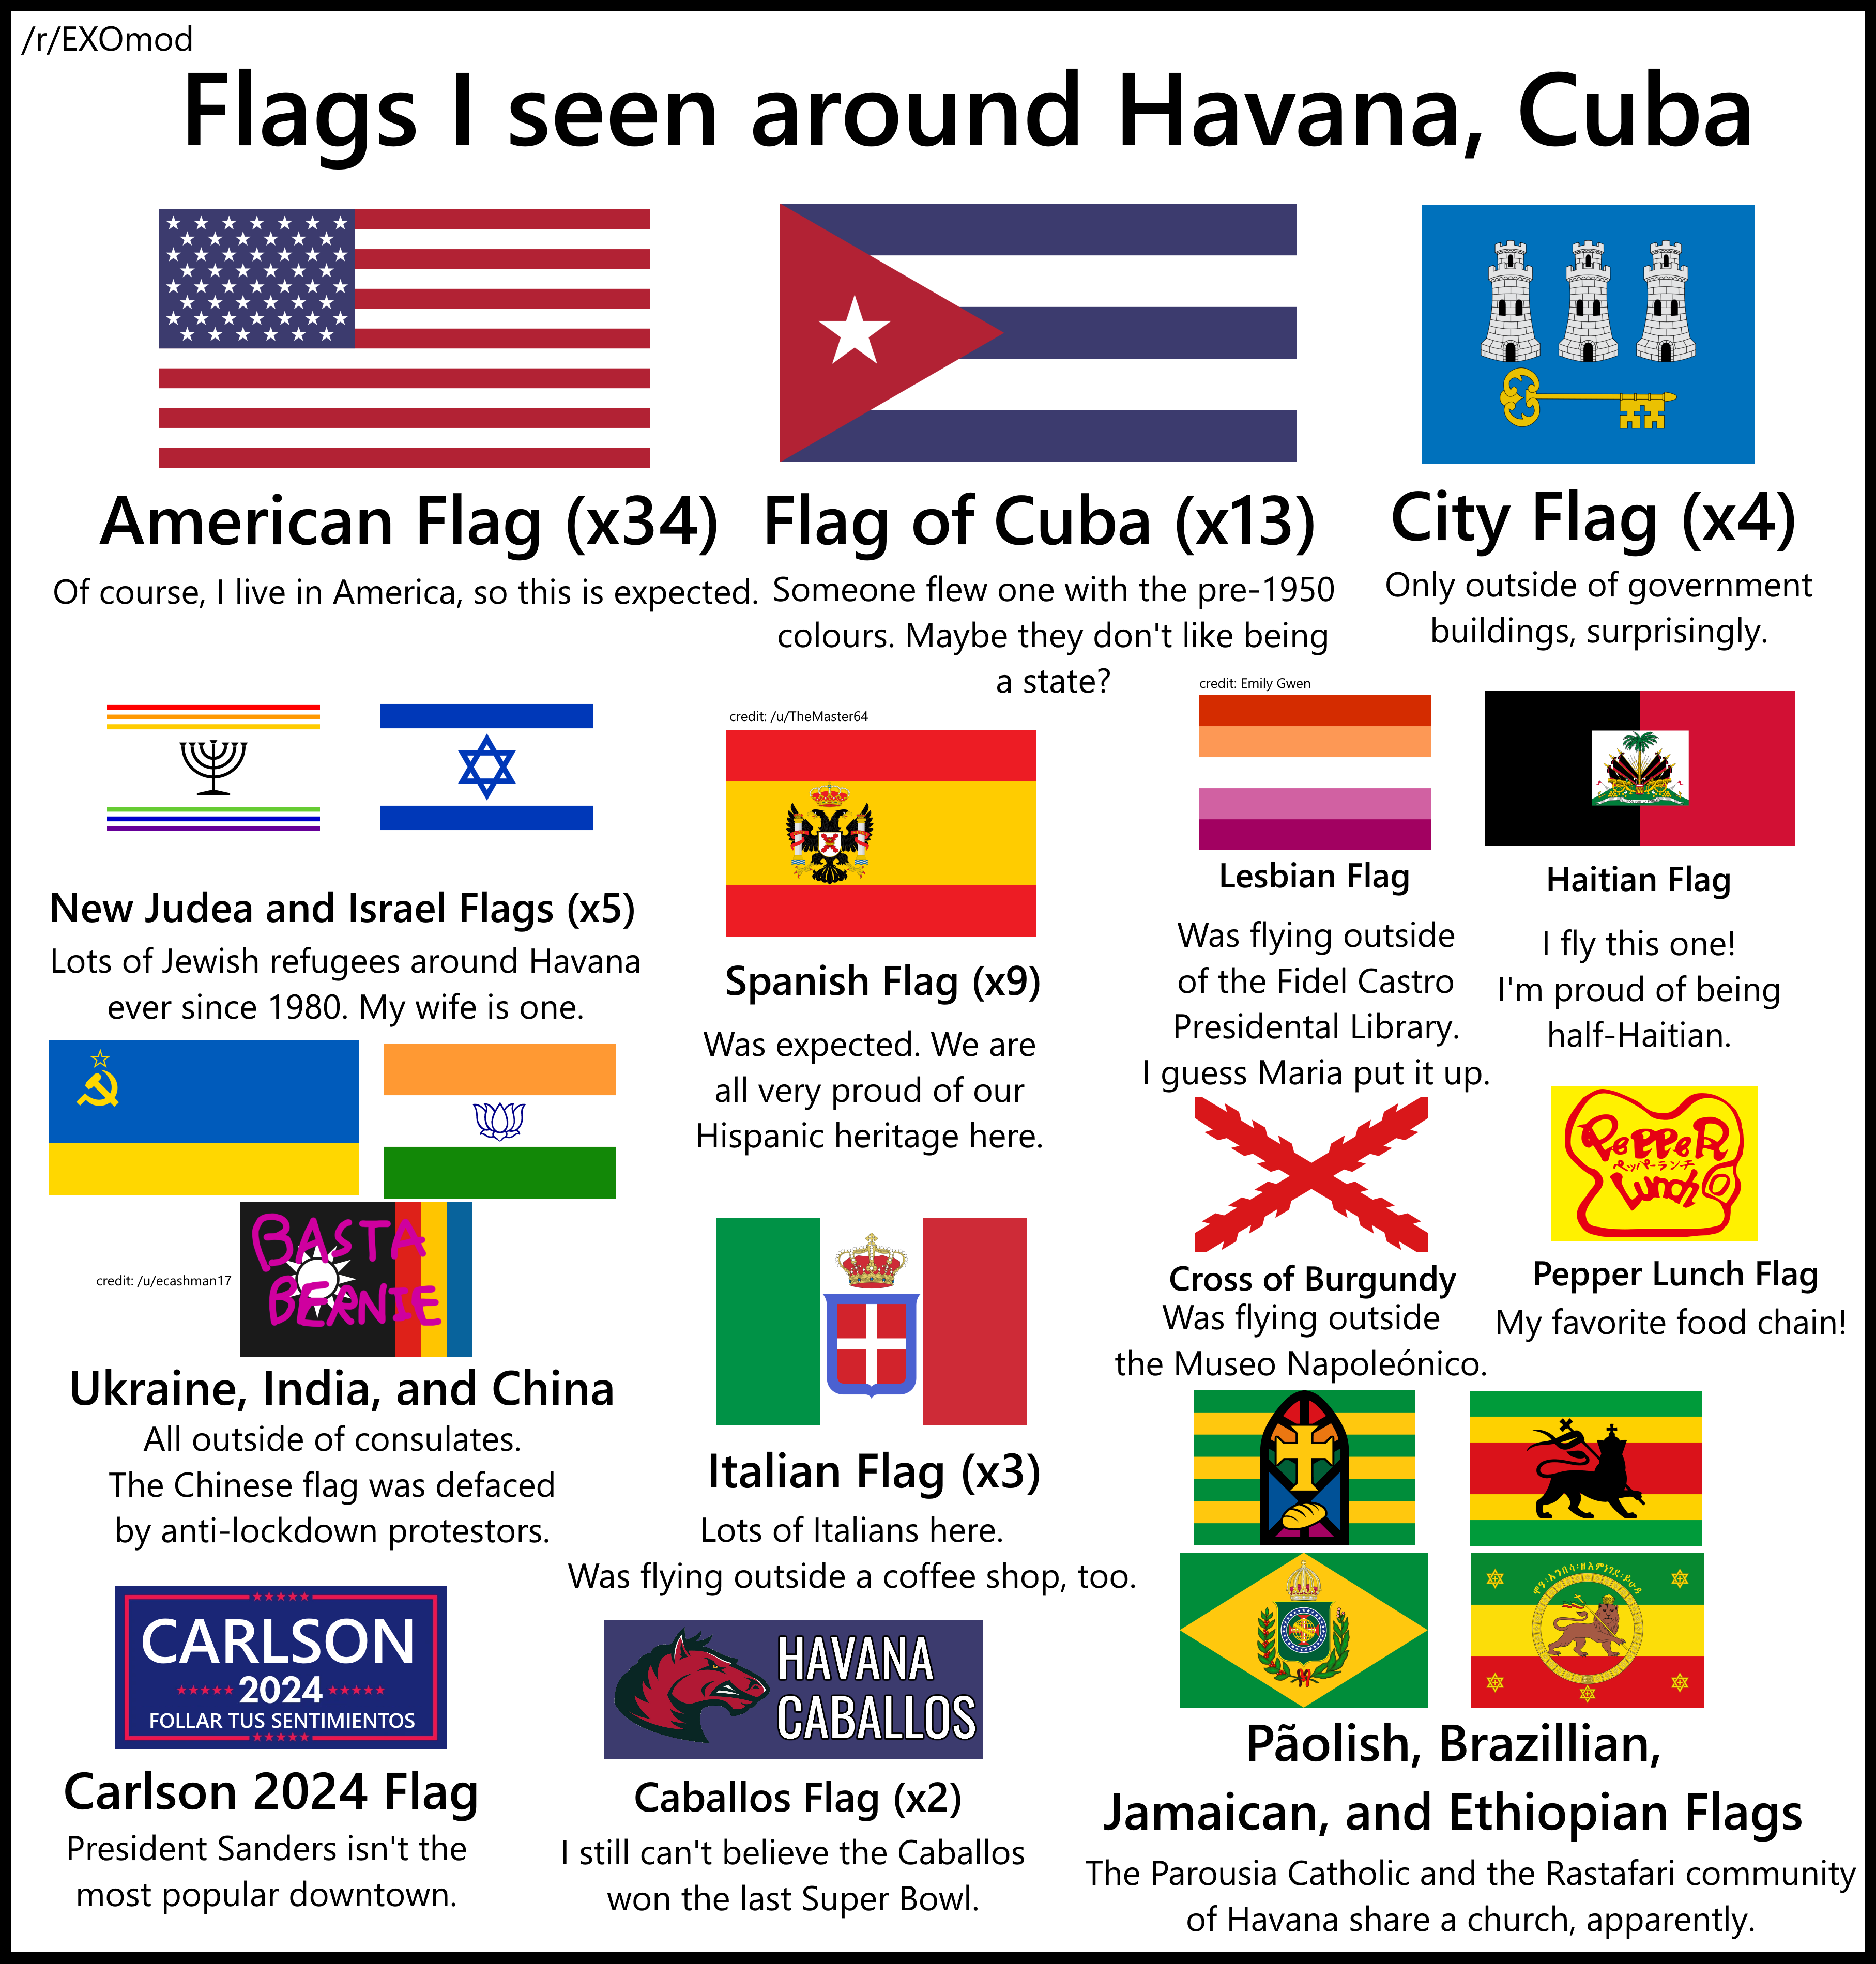 /r/EXOmod
Flags I seen around Havana, Cuba
American Flag (x34)
Of course, I live in America, so this is expected.
Flag of Cuba (x13)
Someone flew one with the pre-1950
colours. Maybe they don't like being
a state?
City Flag (x4)
Only outside of government
buildings, surprisingly.
New Judea and Israel Flags (x5)
Lots of Jewish refugees around Havana
ever since 1980. My wife is one.
credit: /u/TheMaster64
Spanish Flag (x9)
Was expected. We are
all very proud of our
Hispanic heritage here.
credit: Emily Gwen
Lesbian Flag
Was flying outside
of the Fidel Castro
Presidental Library.
I guess Maria put it up.
Haitian Flag
I fly this one!
I'm proud of being
half-Haitian.
BASTA
BERNIE
credit: /u/ecashman17
Ukraine, India, and China
All outside of consulates.
The Chinese flag was defaced
by anti-lockdown protestors.
Italian Flag (x3)
Lots of Italians here.
Was flying outside a coffee shop, too.
Cross of Burgundy
Was flying outside
the Museo Napoleónico.
PePPeR
ペッパーランチ
Lunch
Pepper Lunch Flag
My favorite food chain!
CARLSON
2024
FOLLAR TUS SENTIMIENTOS
Carlson 2024 Flag
President Sanders isn't the
most popular downtown.
HAVANA
CABALLOS
Caballos Flag (x2)
I still can't believe the Caballos
won the last Super Bowl.
Pãolish, Brazillian,
Jamaican, and Ethiopian Flags
The Parousia Catholic and the Rastafari community
of Havana share a church, apparently.